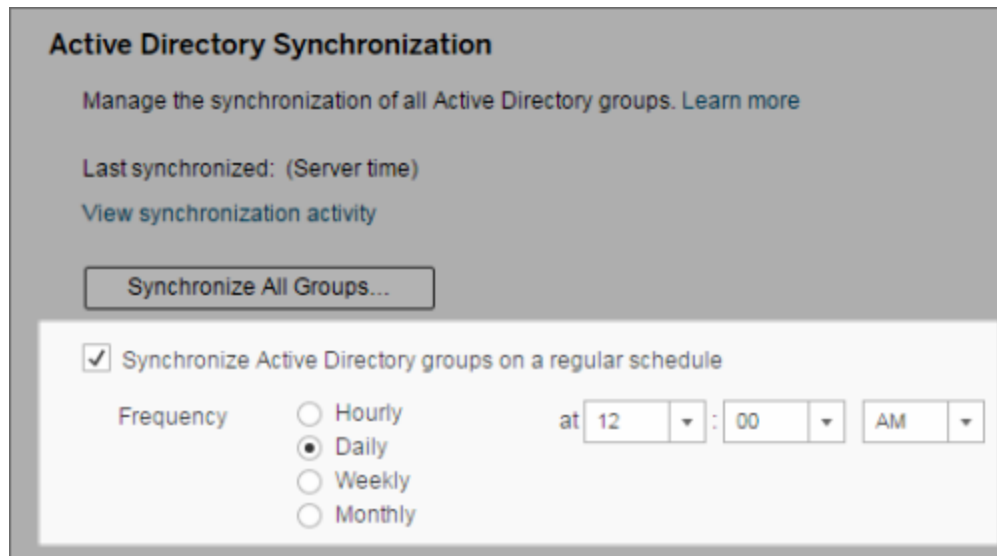 Active Directory Synchronization
Manage the synchronization of all Active Directory groups. Learn more
Last synchronized: (Server time)
View synchronization activity
Synchronize All Groups...
Synchronize Active Directory groups on a regular schedule
Frequency Hourly at 12 : 00 AM
Daily
Weekly
Monthly